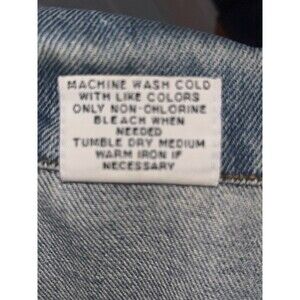 MACHINE WASH COLD
WITH LIKE COLORS
ONLY NON-CHLORINE
BLEACH WHEN
NEEDED
TUMBLE DRY MEDIUM
WARM IRON IF
NECESSARY